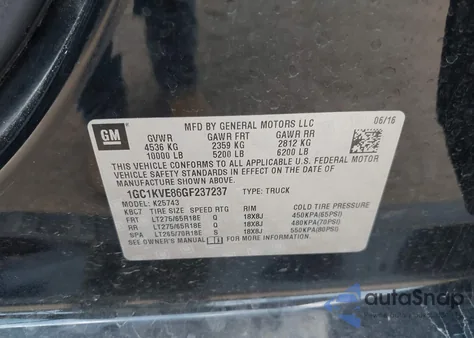 GM
MFD BY GENERAL MOTORS LLC
06/16
GVWR GAWR FRT GAWR RR
4536 KG 2359 KG 2812 KG
10000 LB 5200 LB 6200 LB
THIS VEHICLE CONFORMS TO ALL APPLICABLE U.S. FEDERAL MOTOR
VEHICLE SAFETY STANDARDS IN EFFECT ON THE DATE OF
MANUFACTURE SHOWN ABOVE.
1GC1KVE86GF237237 TYPE: TRUCK
MODEL: K25743
TIRE SIZE SPEED RTG RIM COLD TIRE PRESSURE
FRT LT275/65R18E Q 18X8J 450KPA(65PSI)
RR LT275/65R18E Q 18X8J 480KPA(70PSI)
SPA LT265/70R18E S 18X8J 550KPA(80PSI)
SEE OWNER'S MANUAL FOR ADDITIONAL INFORMATION.
autoSnap